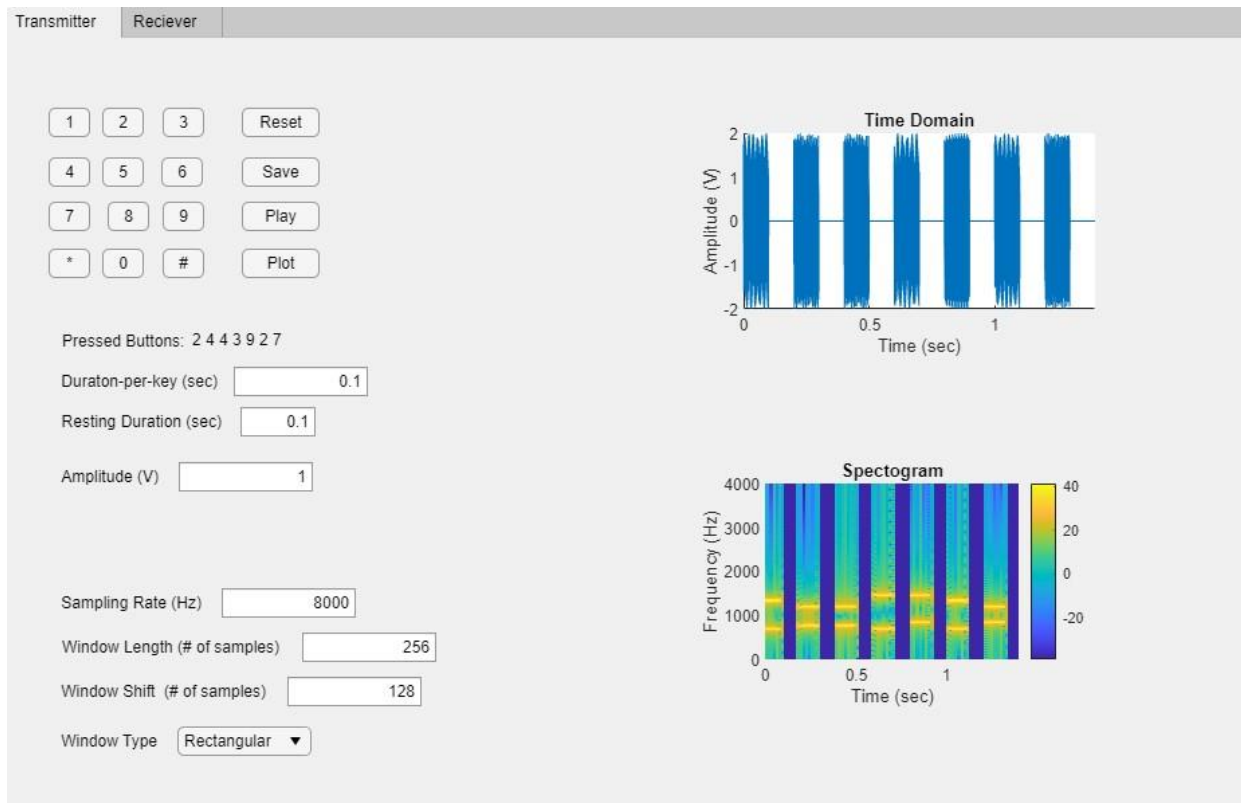 Transmitter Reciever
1 2 3 Reset
4 5 6 Save
7 8 9 Play
* 0 # Plot
Pressed Buttons: 2 4 4 3 9 2 7
Duraton-per-key (sec) 0.1
Resting Duration (sec) 0.1
Amplitude (V) 1
Sampling Rate (Hz) 8000
Window Length (# of samples) 256
Window Shift (# of samples) 128
Window Type Rectangular
Time Domain
Amplitude (V)
2
1
0
-1
-2
0 0.5 1
Time (sec)
Spectogram
Frequency (Hz)
4000
3000
2000
1000
0
0 0.5 1
Time (sec)
40
20
0
-20